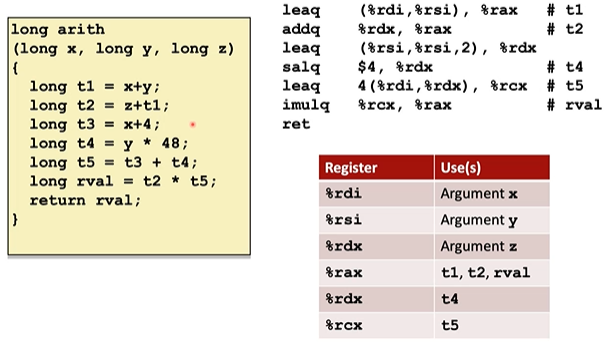 long arith
(long x, long y, long z)
{
long t1 = x+y;
long t2 = z+t1;
long t3 = x+4;
long t4 = y * 48;
long t5 = t3 + t4;
long rval = t2 * t5;
return rval;
}
leaq (%rdi,%rsi), %rax # t1
addq %rdx, %rax # t2
leaq (%rsi,%rsi,2), %rdx
salq $4, %rdx # t4
leaq 4(%rdi,%rdx), %rcx # t5
imulq %rcx, %rax # rval
ret
Register Use(s)
%rdi Argument x
%rsi Argument y
%rdx Argument z
%rax t1, t2, rval
%rdx t4
%rcx t5